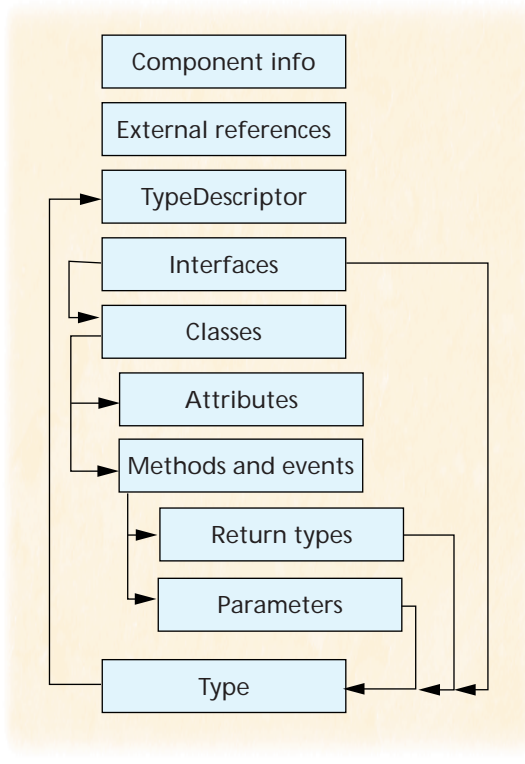 Component info
External references
TypeDescriptor
Interfaces
Classes
Attributes
Methods and events
Return types
Parameters
Type